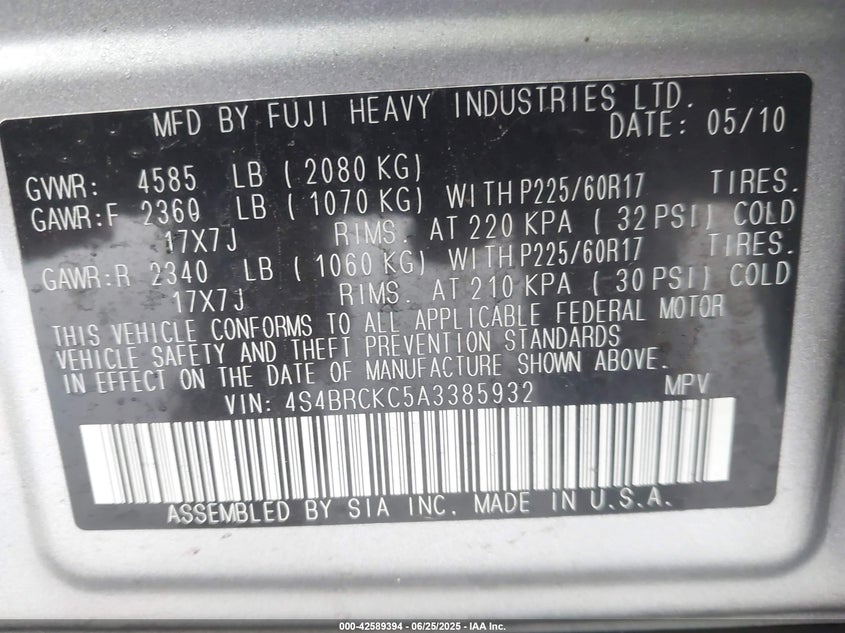 MFD BY FUJI HEAVY INDUSTRIES LTD.
DATE: 05/10
GVWR: 4585 LB ( 2080 KG)
GAWR:F 2360 LB ( 1070 KG) WITH P225/60R17 TIRES.
17X7J RIMS. AT 220 KPA ( 32 PSI) COLD
GAWR:R 2340 LB ( 1060 KG) WITH P225/60R17 TIRES.
17X7J RIMS. AT 210 KPA ( 30 PSI) COLD
THIS VEHICLE CONFORMS TO ALL APPLICABLE FEDERAL MOTOR
VEHICLE SAFETY AND THEFT PREVENTION STANDARDS
IN EFFECT ON THE DATE OF MANUFACTURE SHOWN ABOVE.
VIN: 4S4BRCKC5A3385932 MPV
ASSEMBLED BY SIA INC. MADE IN U.S.A.
000-42589394 - 06/25/2025 - IAA Inc.